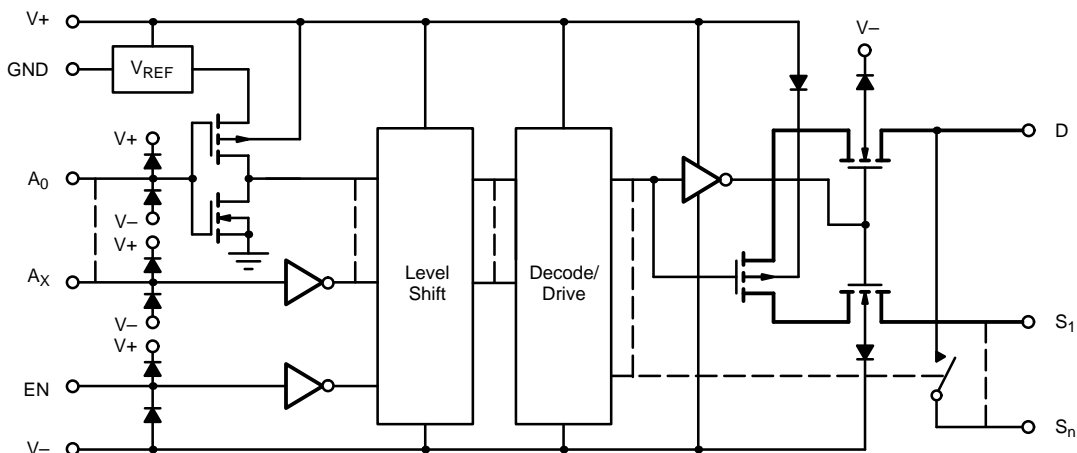 V+
V–
GND
VREF
V+
D
A0
V–
V+
AX
Level
Shift
Decode/
Drive
V–
S1
V+
EN
Sn
V–